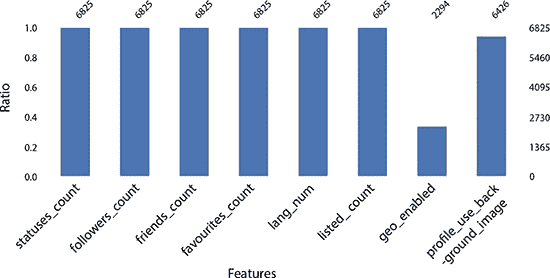 6825 6825 6825 6825 6825 6825 2294 6426
1.0 6825
0.8 5460
0.6 4095
0.4 2730
0.2 1365
0.0 0
Ratio
statuses_count
followers_count
friends_count
favourites_count
lang_num
listed_count
geo_enabled
profile_use_back
-ground_image
Features